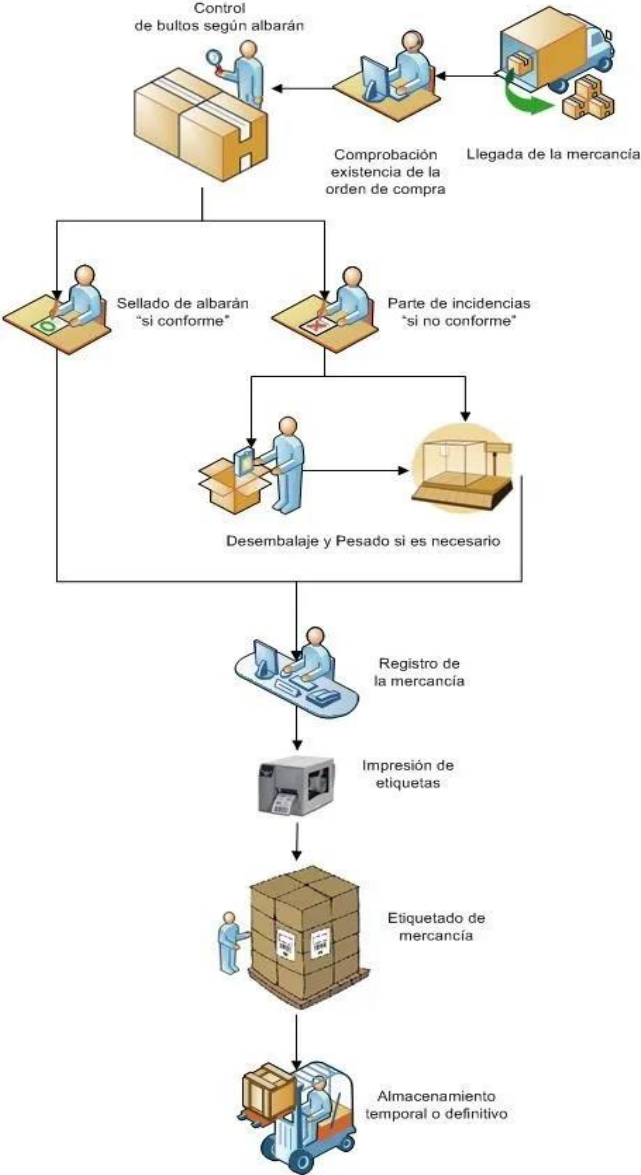 Control
de bultos según albarán
Comprobación
existencia de la
orden de compra
Llegada de la mercancía
Sellado de albarán
“si conforme”
Parte de incidencias
“si no conforme”
Desembalaje y Pesado si es necesario
Registro de
la mercancía
Impresión de
etiquetas
Etiquetado de
mercancía
Almacenamiento
temporal o definitivo